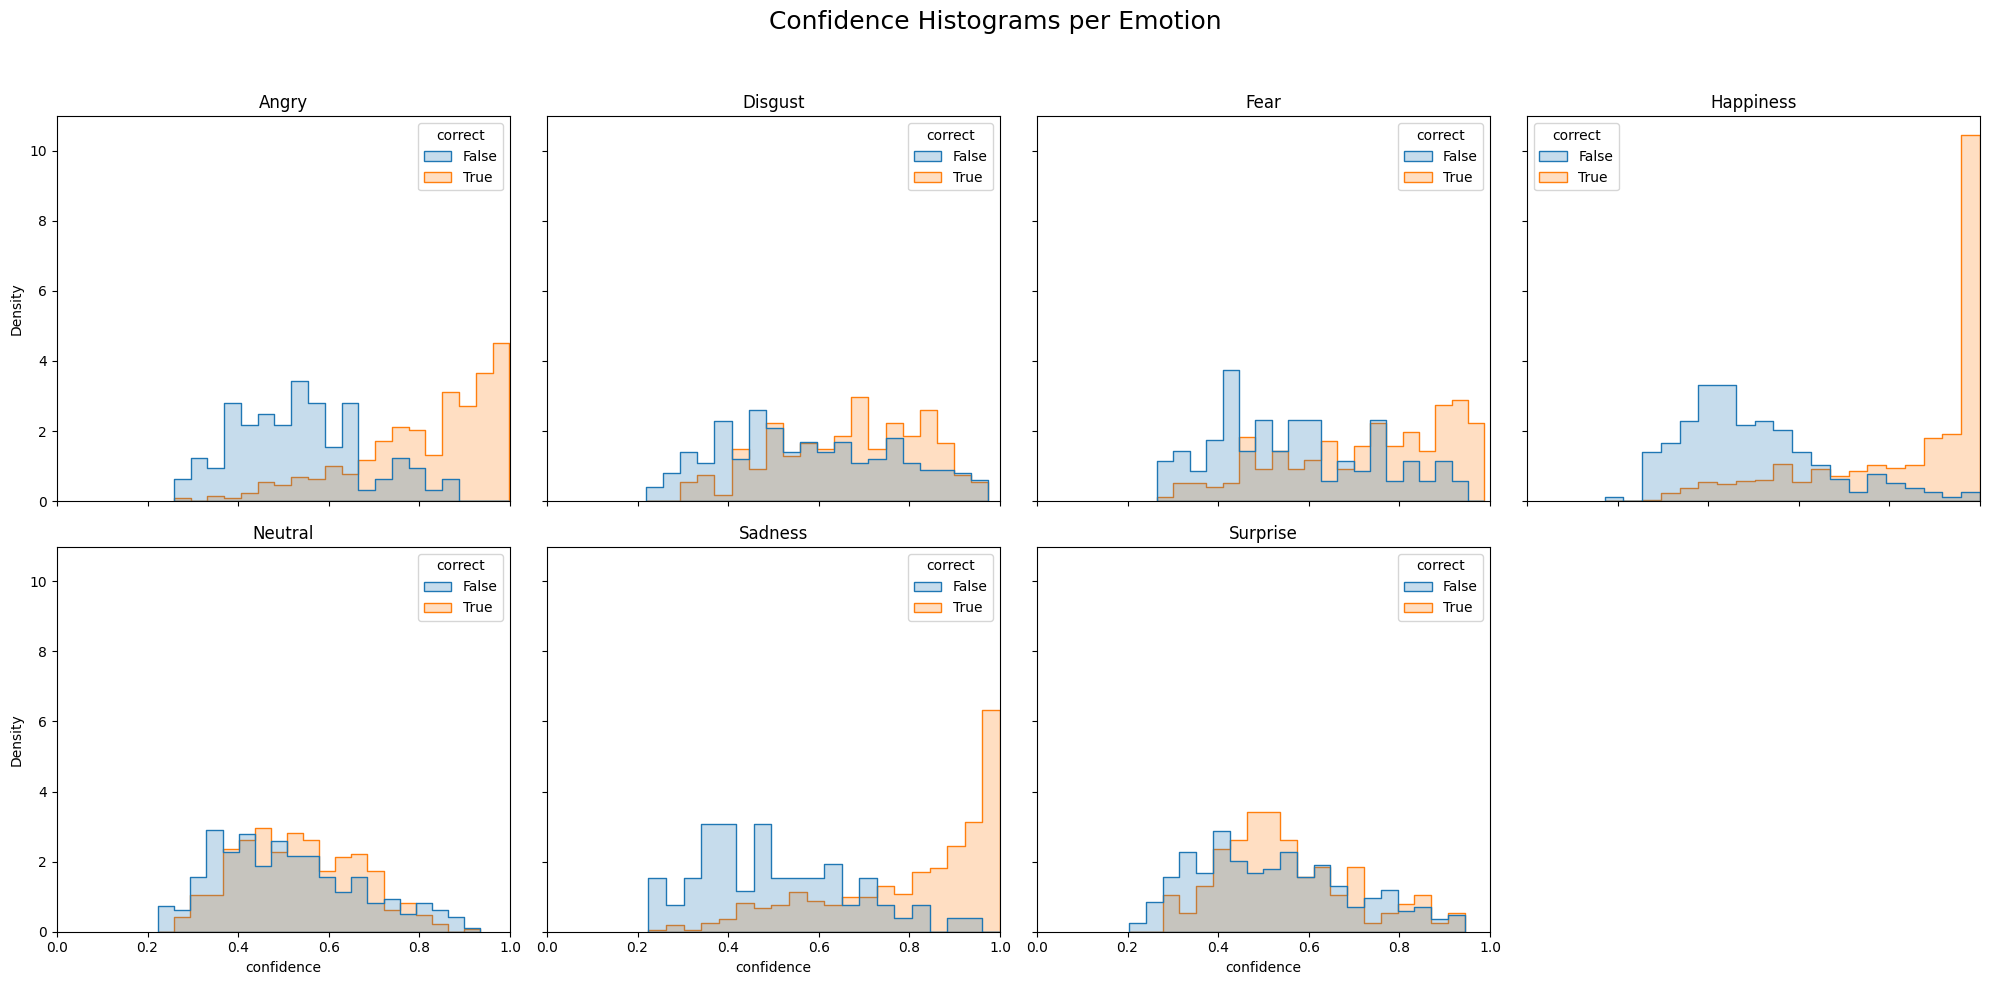 Confidence Histograms per Emotion
Angry
Disgust
Fear
Happiness
correct
False
True
correct
False
True
correct
False
True
correct
False
True
Density
10
8
6
4
2
0
Neutral
Sadness
Surprise
correct
False
True
correct
False
True
correct
False
True
Density
10
8
6
4
2
0
0.0 0.2 0.4 0.6 0.8 1.0
0.0 0.2 0.4 0.6 0.8 1.0
0.0 0.2 0.4 0.6 0.8 1.0
confidence
confidence
confidence